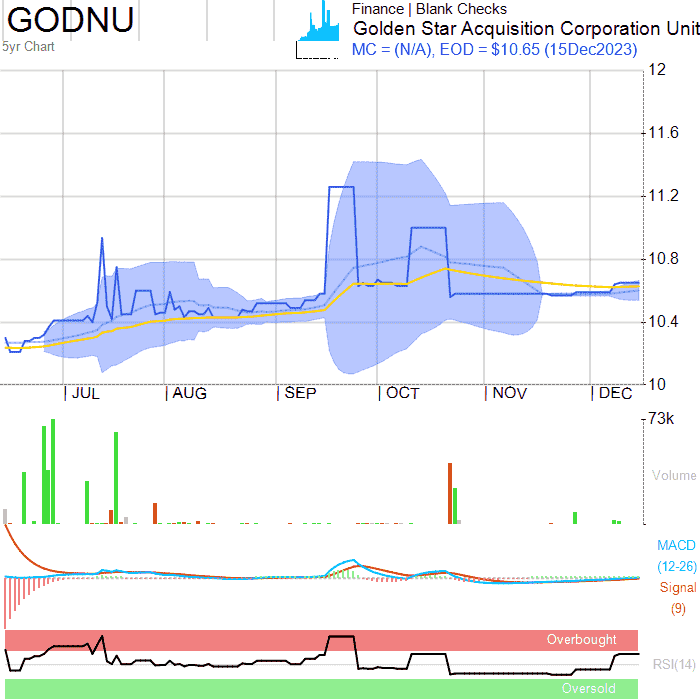 GODNU
5yr Chart
Finance | Blank Checks
Golden Star Acquisition Corporation Unit
MC = (N/A), EOD = $10.65 (15Dec2023)
12
11.6
11.2
10.8
10.4
10
JUL AUG SEP OCT NOV DEC
73k
Volume
MACD
(12-26)
Signal
(9)
Overbought
RSI(14)
Oversold